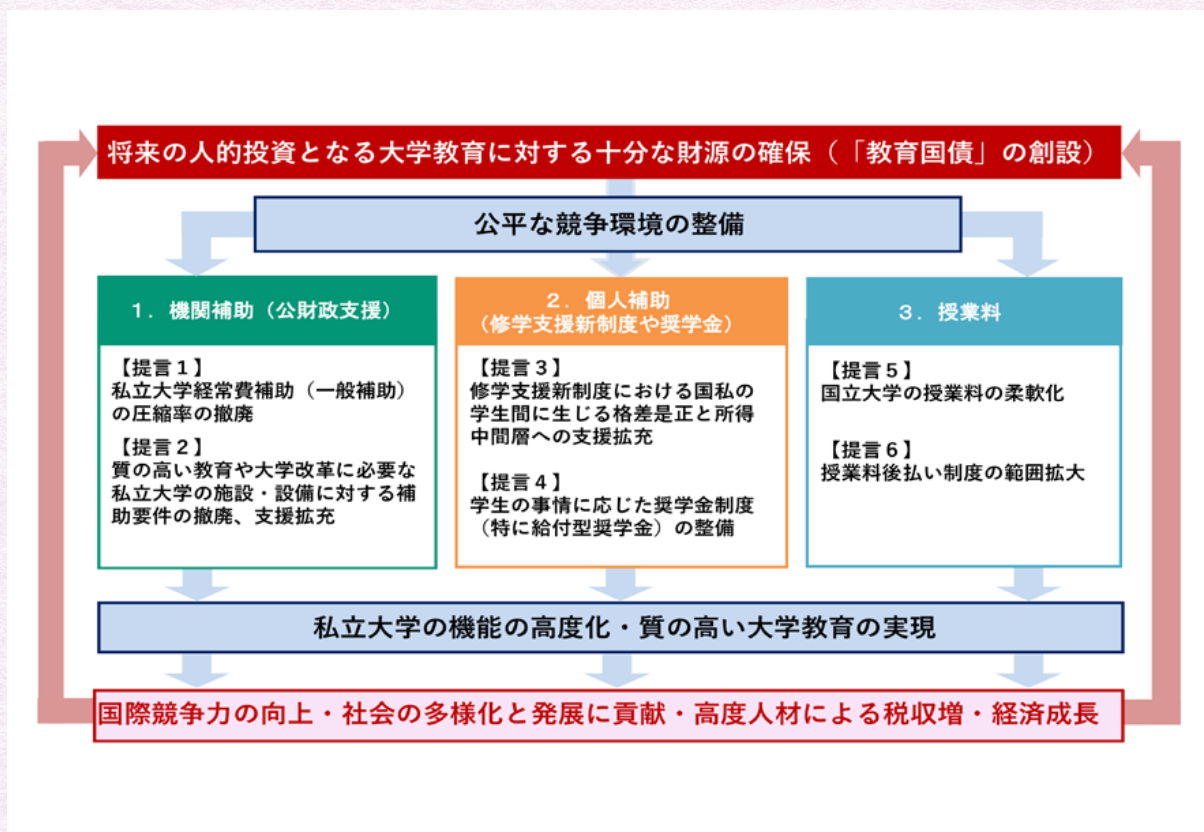 将来の人的投資となる大学教育に対する十分な財源の確保（「教育国債」の創設）
公平な競争環境の整備
１．機関補助（公財政支援）
【提言１】
私立大学経常費補助（一般補助）
の圧縮率の撤廃
【提言２】
質の高い教育や大学改革に必要な
私立大学の施設・設備に対する補
助要件の撤廃、支援拡充
２．個人補助
（修学支援新制度や奨学金）
【提言３】
修学支援新制度における国私の
学生間に生じる格差是正と所得
中間層への支援拡充
【提言４】
学生の事情に応じた奨学金制度
（特に給付型奨学金）の整備
３．授業料
【提言５】
国立大学の授業料の柔軟化
【提言６】
授業料後払い制度の範囲拡大
私立大学の機能の高度化・質の高い大学教育の実現
国際競争力の向上・社会の多様化と発展に貢献・高度人材による税収増・経済成長